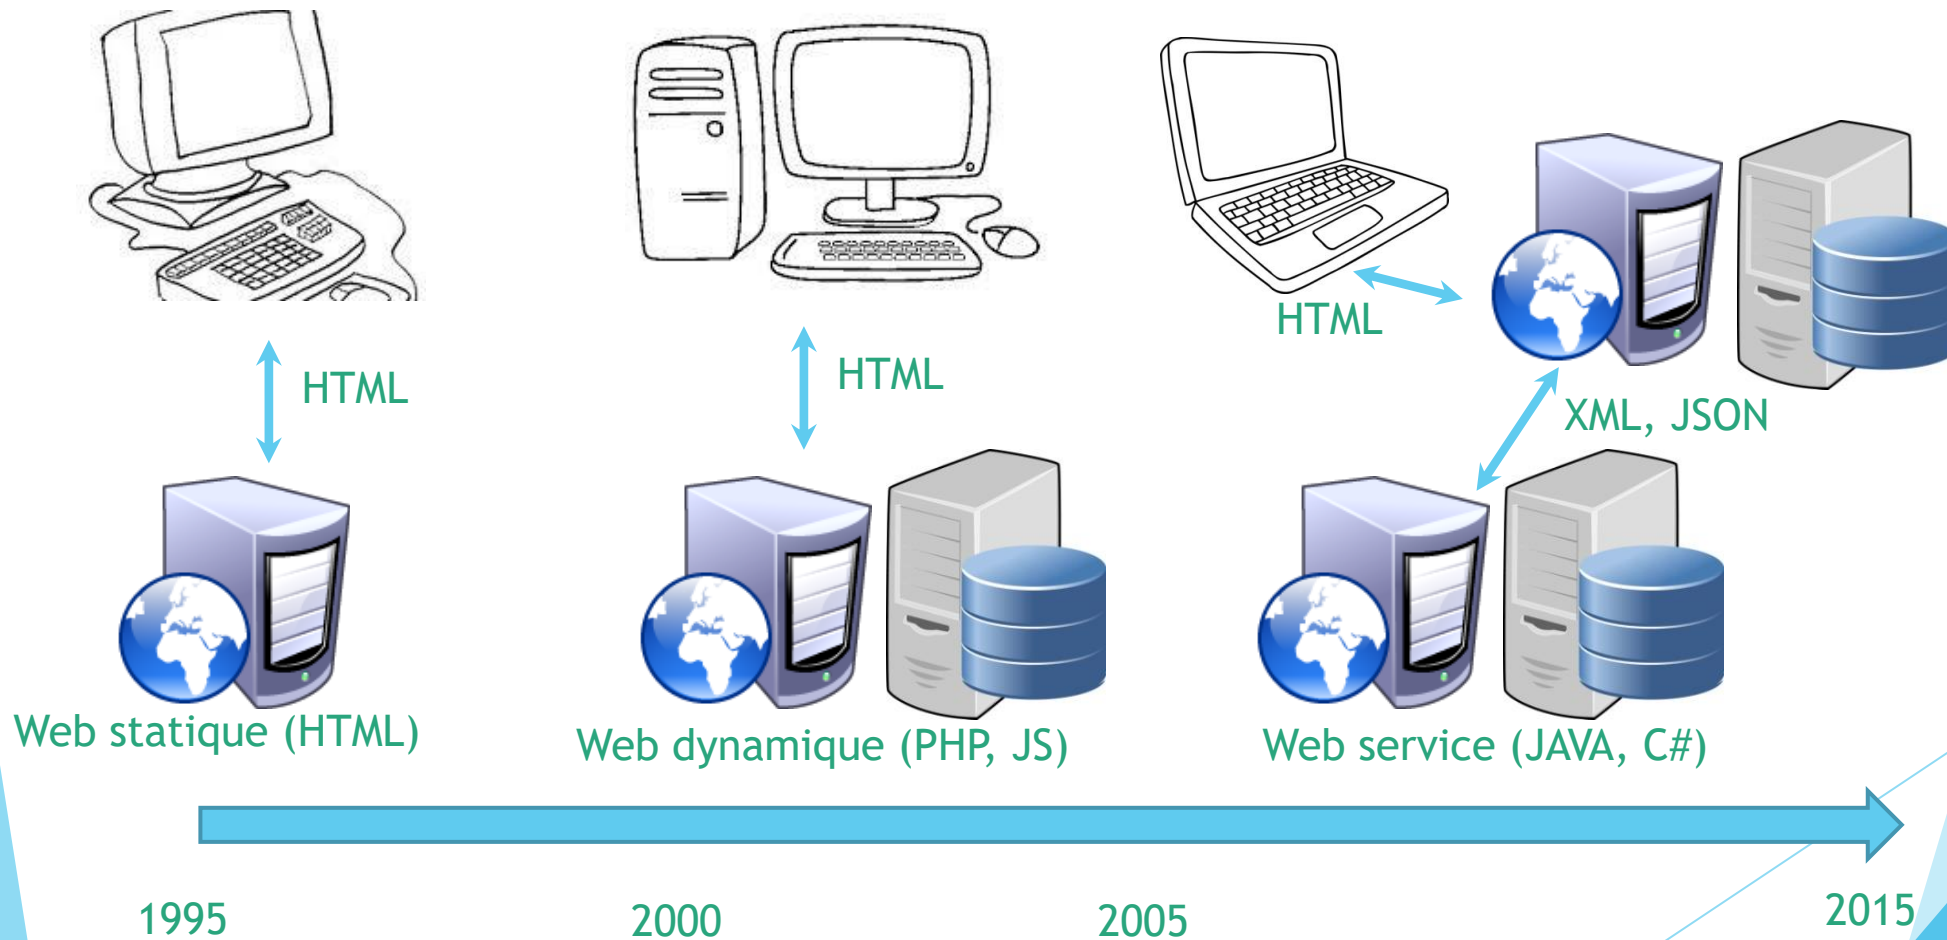 HTML
HTML
HTML
XML, JSON
Web statique (HTML)
Web dynamique (PHP, JS)
Web service (JAVA, C#)
1995
2000
2005
2015